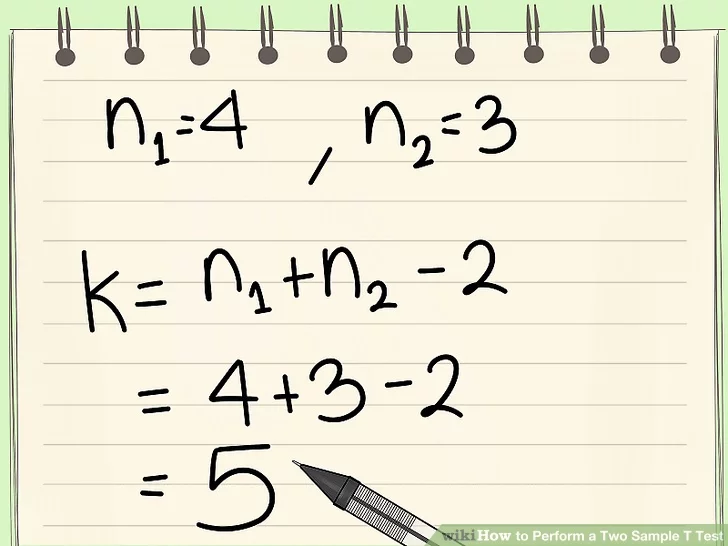 n₁=4 , n₂=3
k= n₁+n₂-2
= 4+3-2
= 5
wikiHow to Perform a Two Sample T Test